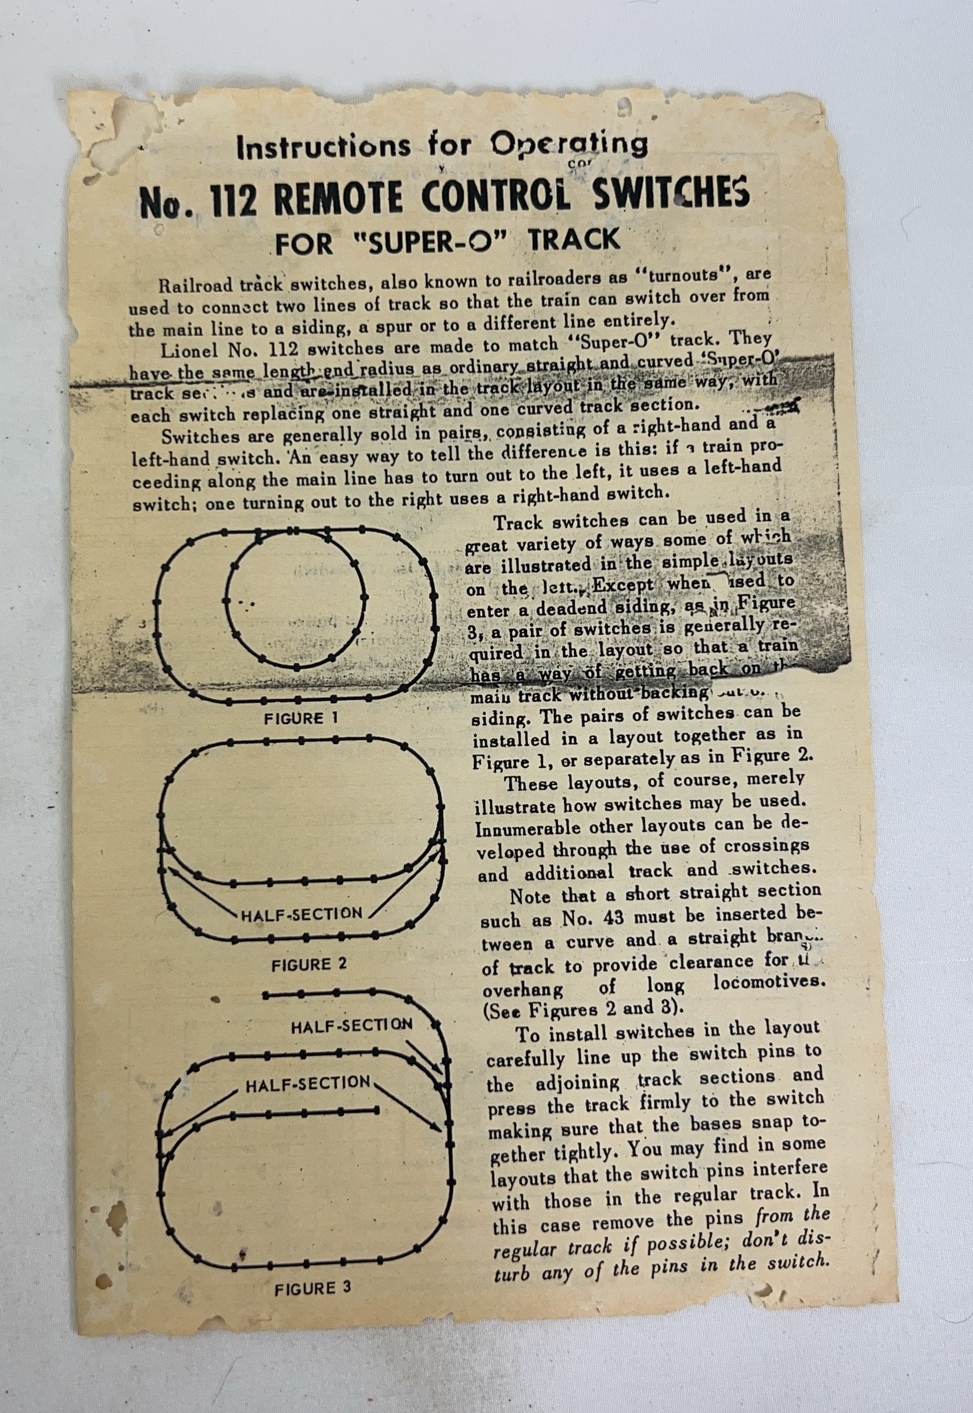 Instructions for Operating
No. 112 REMOTE CONTROL SWITCHES
FOR "SUPER-O" TRACK
Railroad track switches, also known to railroaders as "turnouts", are
used to connect two lines of track so that the train can switch over from
the main line to a siding, a spur or to a different line entirely.
Lionel No. 112 switches are made to match "Super-O" track. They
have the same length and radius as ordinary straight and curved 'Super-O'
track and are installed in the track layout in the same way, with
each switch replacing one straight and one curved track section.
Switches are generally sold in pairs, consisting of a right-hand and a
left-hand switch. An easy way to tell the difference is this: if a train pro-
ceeding along the main line has to turn out to the left, it uses a left-hand
switch; one turning out to the right uses a right-hand switch.
Track switches can be used in a
great variety of ways some of which
are illustrated in the simple layouts
on the left. Except when used to
enter a deadend siding, as in Figure
3, a pair of switches is generally re-
quired in the layout so that a train
has a way of getting back on the
main track without backing
siding. The pairs of switches can be
installed in a layout together as in
Figure 1, or separately as in Figure 2.
These layouts, of course, merely
illustrate how switches may be used.
Innumerable other layouts can be de-
veloped through the use of crossings
and additional track and switches.
Note that a short straight section
such as No. 43 must be inserted be-
tween a curve and a straight
of track to provide clearance for
overhang of long locomotives.
(See Figures 2 and 3).
To install switches in the layout
carefully line up the switch pins to
the adjoining track sections and
press the track firmly to the switch
making sure that the bases snap to-
gether tightly. You may find in some
layouts that the switch pins interfere
with those in the regular track. In
this case remove the pins from the
regular track if possible; don't dis-
turb any of the pins in the switch.
FIGURE 1
HALF-SECTION
FIGURE 2
HALF-SECTION
HALF-SECTION
FIGURE 3